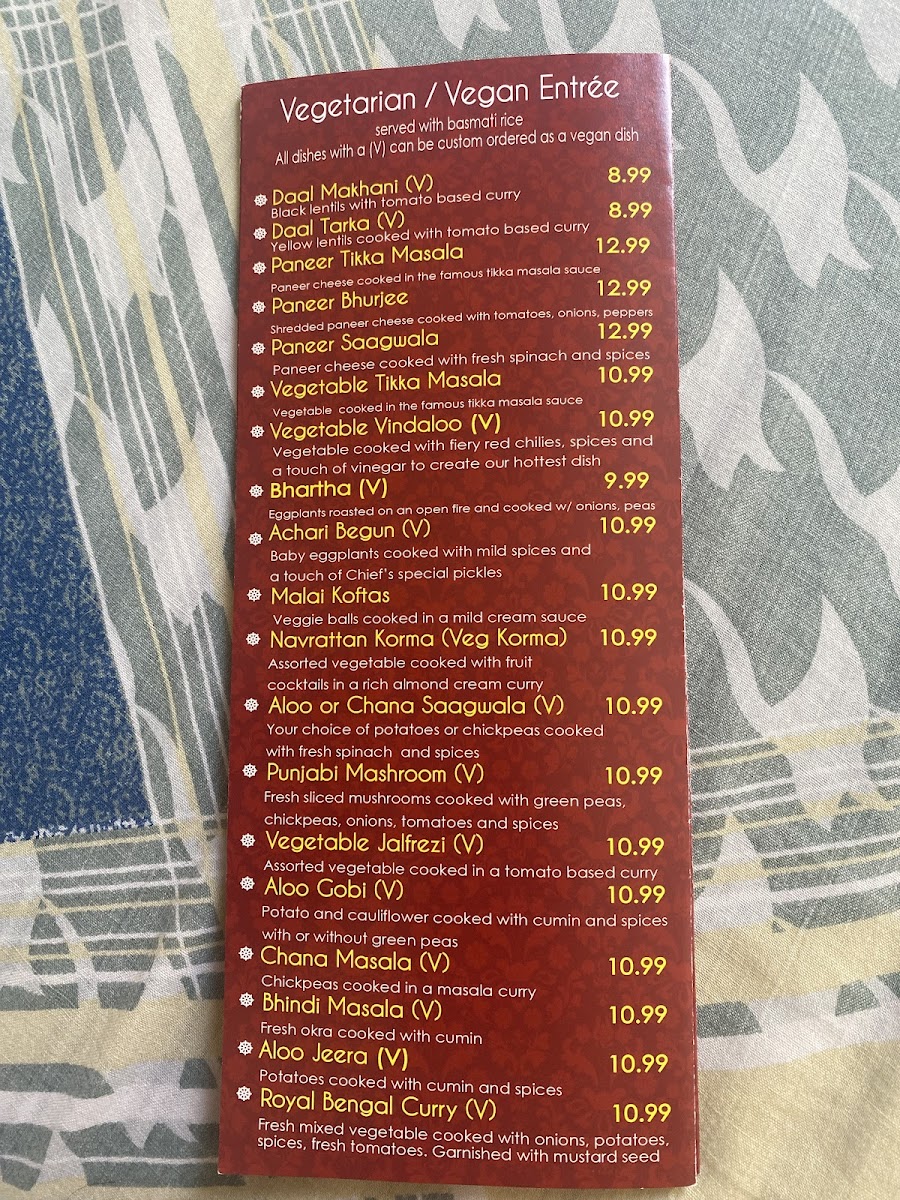 Vegetarian / Vegan Entrée
served with basmati rice
All dishes with a (V) can be custom ordered as a vegan dish
Daal Makhani (V) 8.99
Black lentils with tomato based curry
Daal Tarka (V) 8.99
Yellow lentils cooked with tomato based curry
Paneer Tikka Masala 12.99
Paneer cheese cooked in the famous tikka masala sauce
Paneer Bhurjee 12.99
Shredded paneer cheese cooked with tomatoes, onions, peppers
Paneer Saagwala 12.99
Paneer cheese cooked with fresh spinach and spices
Vegetable Tikka Masala 10.99
Vegetable cooked in the famous tikka masala sauce
Vegetable Vindaloo (V) 10.99
Vegetable cooked with fiery red chilies, spices and
a touch of vinegar to create our hottest dish
Bhartha (V) 9.99
Eggplants roasted on an open fire and cooked w/ onions, peas
Achari Begun (V) 10.99
Baby eggplants cooked with mild spices and
a touch of Chief's special pickles
Malai Koftas 10.99
Veggie balls cooked in a mild cream sauce
Navrattan Korma (Veg Korma) 10.99
Assorted vegetable cooked with fruit
cocktails in a rich almond cream curry
Aloo or Chana Saagwala (V) 10.99
Your choice of potatoes or chickpeas cooked
with fresh spinach and spices
Punjabi Mashroom (V) 10.99
Fresh sliced mushrooms cooked with green peas,
chickpeas, onions, tomatoes and spices
Vegetable Jalfrezi (V) 10.99
Assorted vegetable cooked in a tomato based curry
Aloo Gobi (V) 10.99
Potato and cauliflower cooked with cumin and spices
with or without green peas
Chana Masala (V) 10.99
Chickpeas cooked in a masala curry
Bhindi Masala (V) 10.99
Fresh okra cooked with cumin
Aloo Jeera (V) 10.99
Potatoes cooked with cumin and spices
Royal Bengal Curry (V) 10.99
Fresh mixed vegetable cooked with onions, potatoes,
spices, fresh tomatoes. Garnished with mustard seed